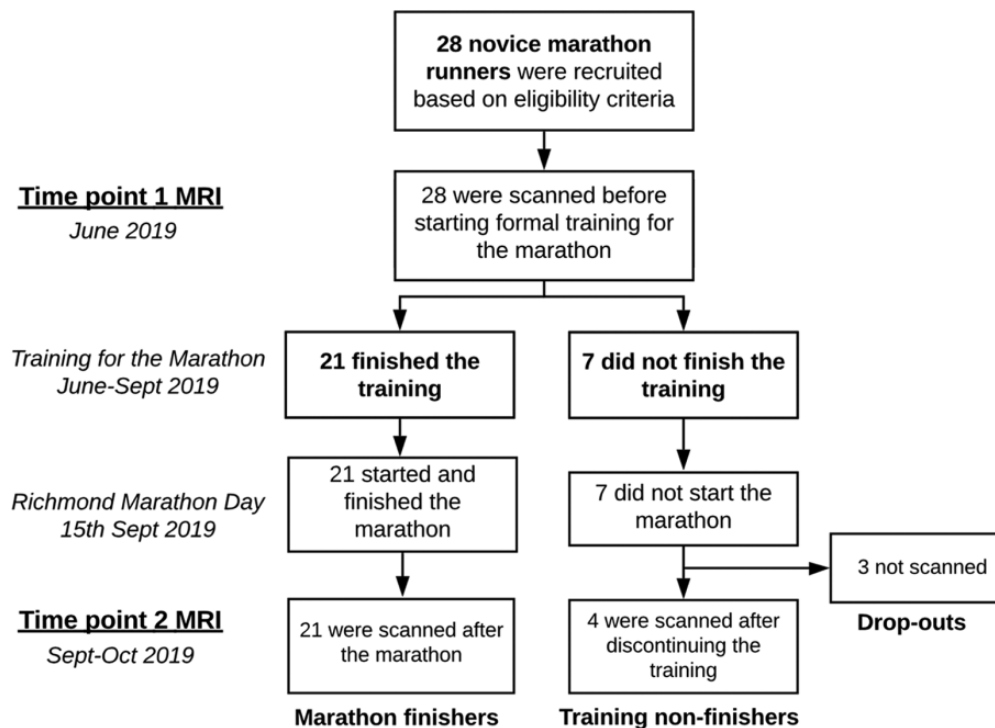 28 novice marathon
runners were recruited
based on eligibility criteria
Time point 1 MRI
June 2019
28 were scanned before
starting formal training for
the marathon
Training for the Marathon
June-Sept 2019
21 finished the
training
7 did not finish the
training
Richmond Marathon Day
15th Sept 2019
21 started and
finished the
marathon
7 did not start the
marathon
3 not scanned
Drop-outs
Time point 2 MRI
Sept-Oct 2019
21 were scanned after
the marathon
4 were scanned after
discontinuing the
training
Marathon finishers
Training non-finishers